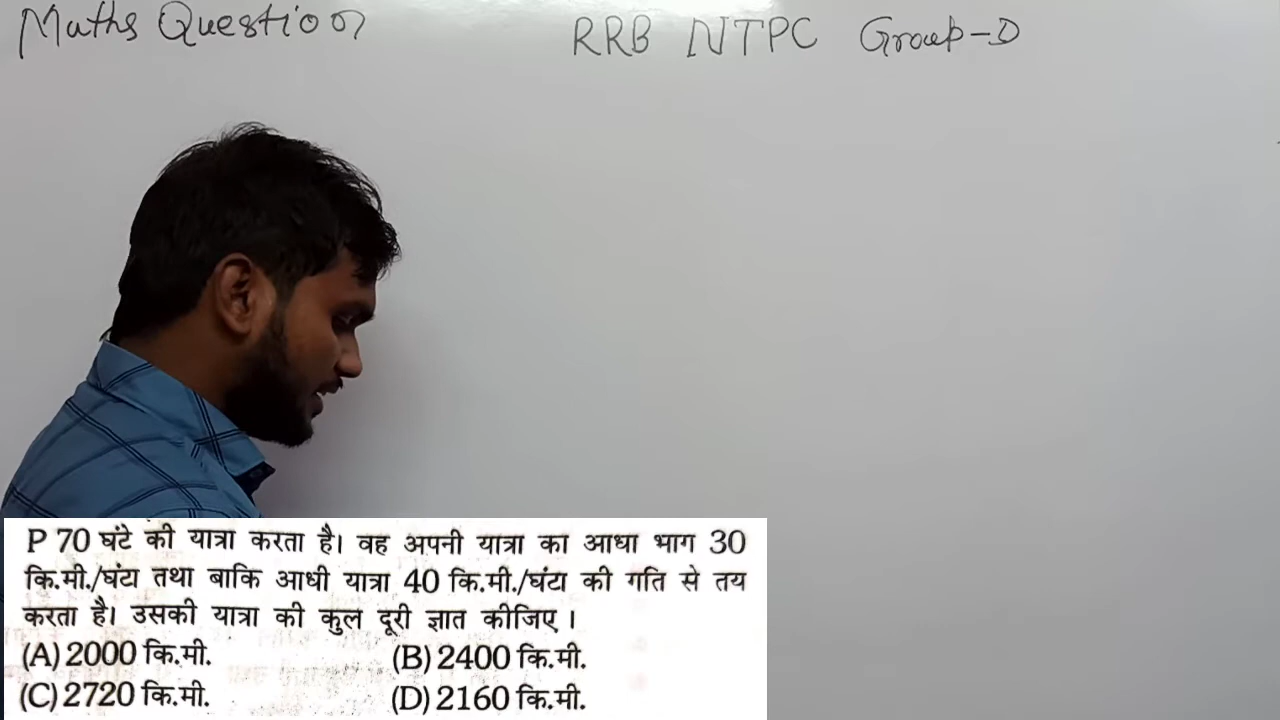 Maths Question
RRB NTPC Group-D
P 70 घंटे की यात्रा करता है। वह अपनी यात्रा का आधा भाग 30
कि.मी./घंटा तथा बाकि आधी यात्रा 40 कि.मी./घंटा की गति से तय
करता है। उसकी यात्रा की कुल दूरी ज्ञात कीजिए।
(A) 2000 कि.मी. (B) 2400 कि.मी.
(C) 2720 कि.मी. (D) 2160 कि.मी.